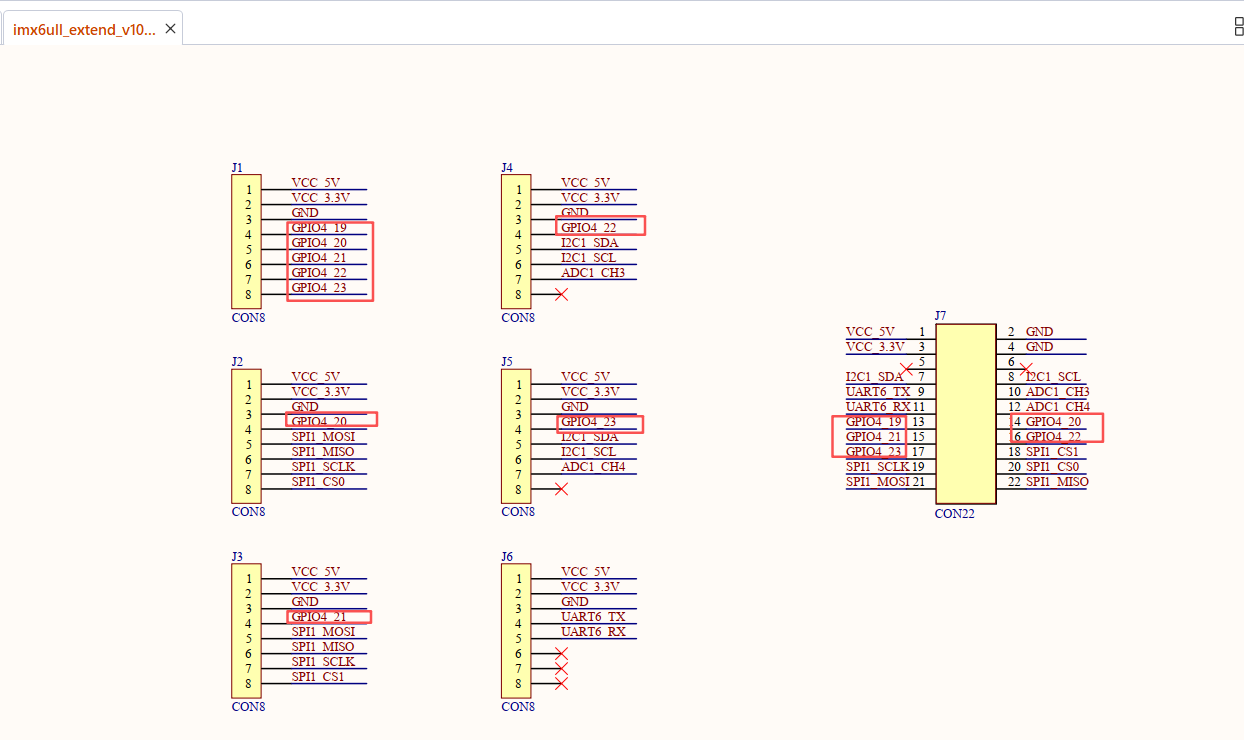 imx6ull_extend_v10...
J1
1 VCC_5V
2 VCC_3.3V
3 GND
4 GPIO4_19
5 GPIO4_20
6 GPIO4_21
7 GPIO4_22
8 GPIO4_23
CON8
J4
1 VCC_5V
2 VCC_3.3V
3 GND
4 GPIO4_22
5 I2C1_SDA
6 I2C1_SCL
7 ADC1_CH3
8
CON8
J2
1 VCC_5V
2 VCC_3.3V
3 GND
4 GPIO4_20
5 SPI1_MOSI
6 SPI1_MISO
7 SPI1_SCLK
8 SPI1_CS0
CON8
J5
1 VCC_5V
2 VCC_3.3V
3 GND
4 GPIO4_23
5 I2C1_SDA
6 I2C1_SCL
7 ADC1_CH4
8
CON8
J3
1 VCC_5V
2 VCC_3.3V
3 GND
4 GPIO4_21
5 SPI1_MOSI
6 SPI1_MISO
7 SPI1_SCLK
8 SPI1_CS1
CON8
J6
1 VCC_5V
2 VCC_3.3V
3 GND
4 UART6_TX
5 UART6_RX
6
7
8
CON8
J7
VCC_5V 1 2 GND
VCC_3.3V 3 4 GND
5 6
I2C1_SDA 7 8 I2C1_SCL
UART6_TX 9 10 ADC1_CH3
UART6_RX 11 12 ADC1_CH4
GPIO4_19 13 4 GPIO4_20
GPIO4_21 15 6 GPIO4_22
GPIO4_23 17 18 SPI1_CS1
SPI1_SCLK 19 20 SPI1_CS0
SPI1_MOSI 21 22 SPI1_MISO
CON22